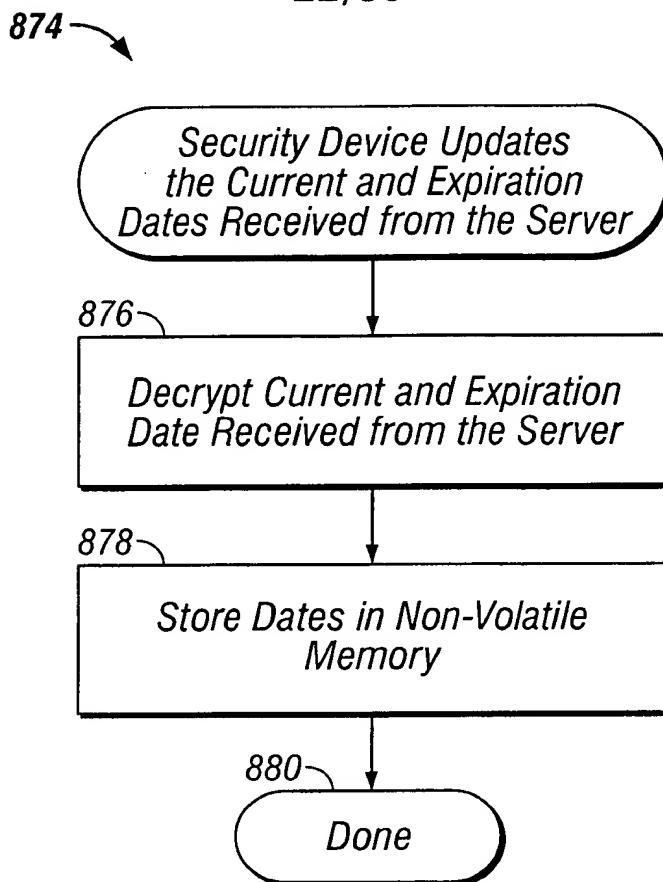 874
Security Device Updates
the Current and Expiration
Dates Received from the Server
876
Decrypt Current and Expiration
Date Received from the Server
878
Store Dates in Non-Volatile
Memory
880
Done